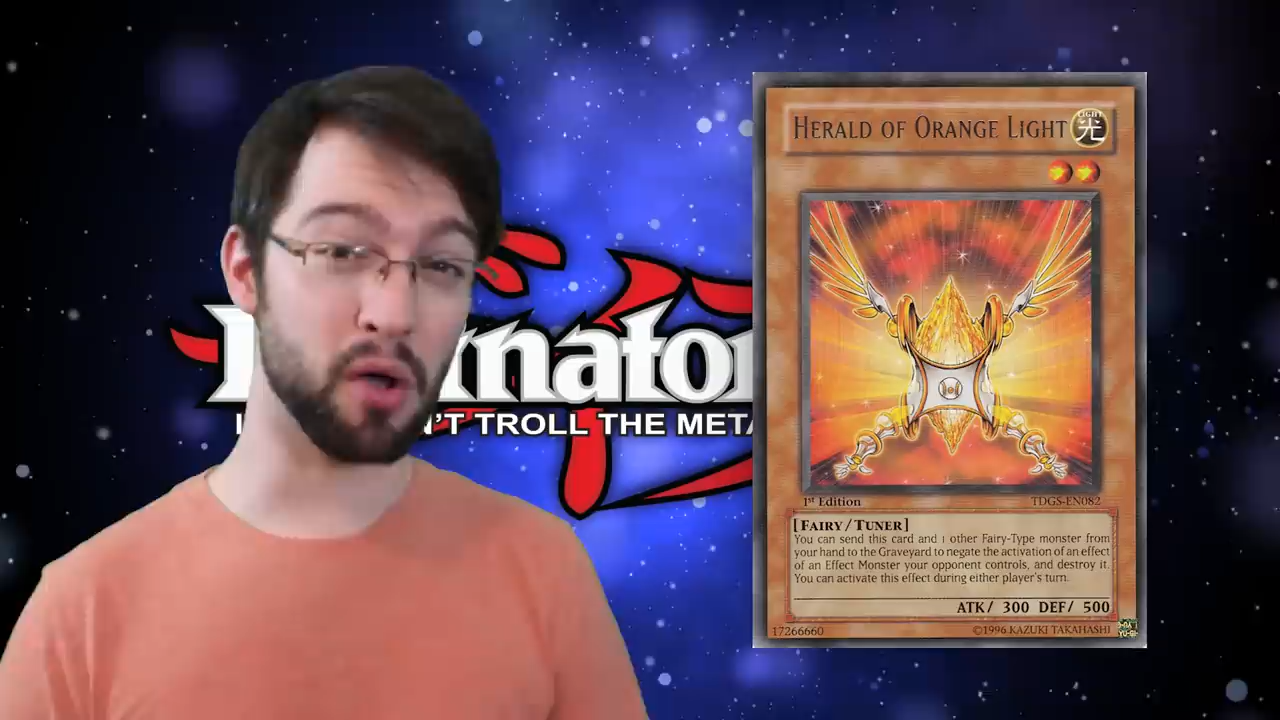 HERALD OF ORANGE LIGHT
LIGHT
光
'T TROLL THE META
1st Edition
TDGS-EN082
[FAIRY/TUNER]
You can send this card and 1 other Fairy-Type monster from
your hand to the Graveyard to negate the activation of an effect
of an Effect Monster your opponent controls, and destroy it.
You can activate this effect during either player's turn.
ATK/ 300 DEF/ 500
17266660
©1996 KAZUKI TAKAHASHI